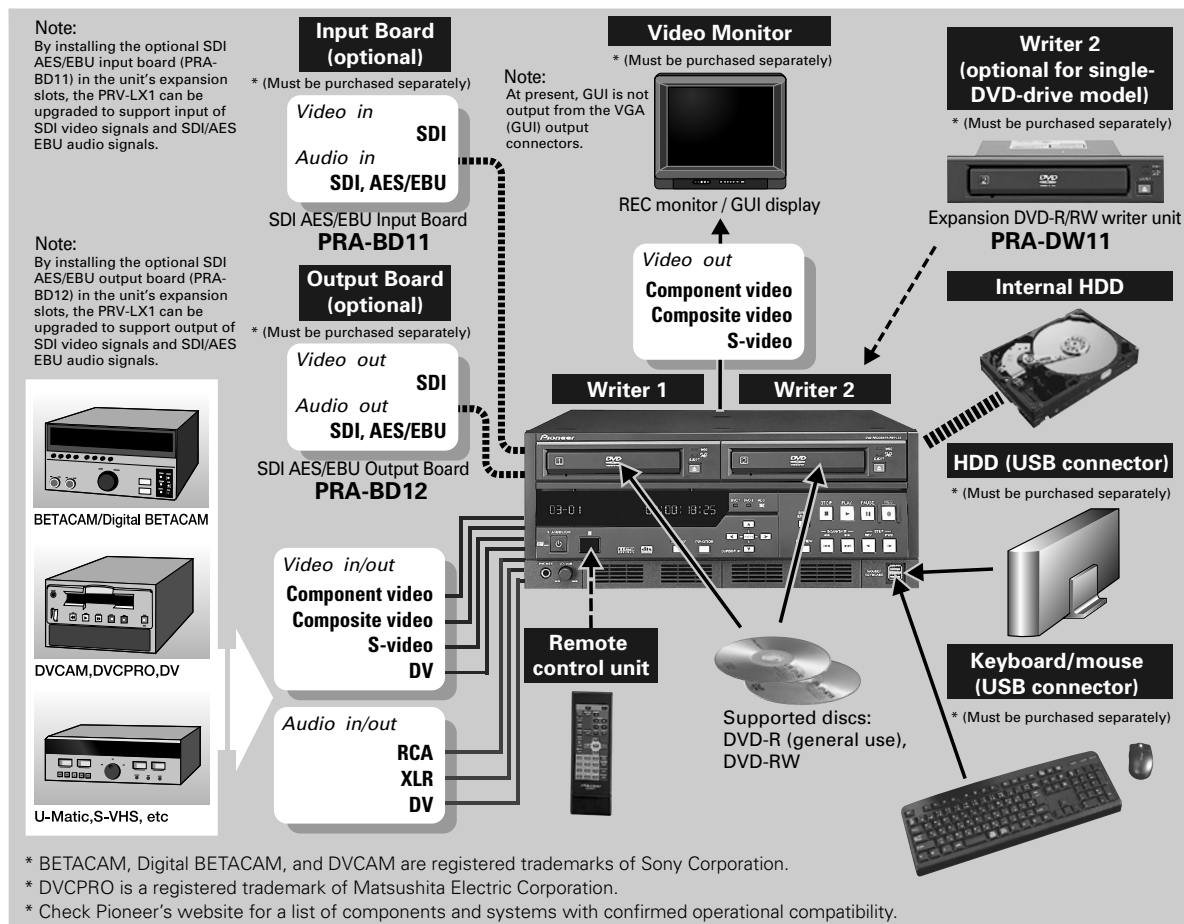 Note:
By installing the optional SDI
AES/EBU input board (PRA-
BD11) in the unit's expansion
slots, the PRV-LX1 can be
upgraded to support input of
SDI video signals and SDI/AES
EBU audio signals.
Input Board
(optional)
* (Must be purchased separately)
Video in
SDI
Audio in
SDI, AES/EBU
SDI AES/EBU Input Board
PRA-BD11
Video Monitor
* (Must be purchased separately)
Note:
At present, GUI is not
output from the VGA
(GUI) output
connectors.
REC monitor / GUI display
Video out
Component video
Composite video
S-video
Writer 2
(optional for single-
DVD-drive model)
* (Must be purchased separately)
2
DVD
Expansion DVD-R/RW writer unit
PRA-DW11
Note:
By installing the optional SDI
AES/EBU output board (PRA-
BD12) in the unit's expansion
slots, the PRV-LX1 can be
upgraded to support output of
SDI video signals and SDI/AES
EBU audio signals.
Output Board
(optional)
* (Must be purchased separately)
Video out
SDI
Audio out
SDI, AES/EBU
SDI AES/EBU Output Board
PRA-BD12
Internal HDD
Writer 1
Writer 2
Pioneer
1
DVD
EJECT
2
DVD
EJECT
03-01
00:00:18:25
STOP PLAY PAUSE REC
HDD (USB connector)
* (Must be purchased separately)
BETACAM/Digital BETACAM
DVCAM,DVCPRO,DV
U-Matic,S-VHS, etc
Video in/out
Component video
Composite video
S-video
DV
Audio in/out
RCA
XLR
DV
Remote
control unit
Supported discs:
DVD-R (general use),
DVD-RW
Keyboard/mouse
(USB connector)
* (Must be purchased separately)
* BETACAM, Digital BETACAM, and DVCAM are registered trademarks of Sony Corporation.
* DVCPRO is a registered trademark of Matsushita Electric Corporation.
* Check Pioneer's website for a list of components and systems with confirmed operational compatibility.